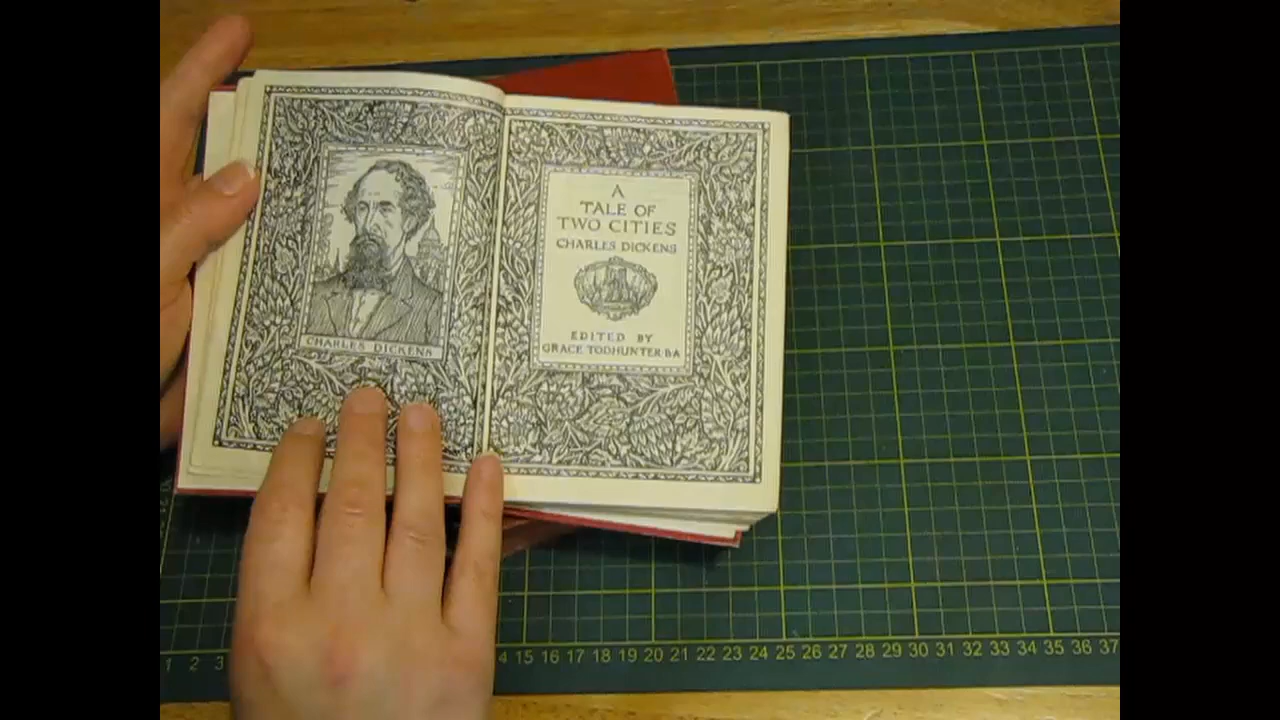 CHARLES DICKENS
A
TALE OF
TWO CITIES
CHARLES DICKENS
EDITED BY
GRACE TODHUNTER·BA
1 2 3 4 15 16 17 18 19 20 21 22 23 24 25 26 27 28 29 30 31 32 33 34 35 36 37